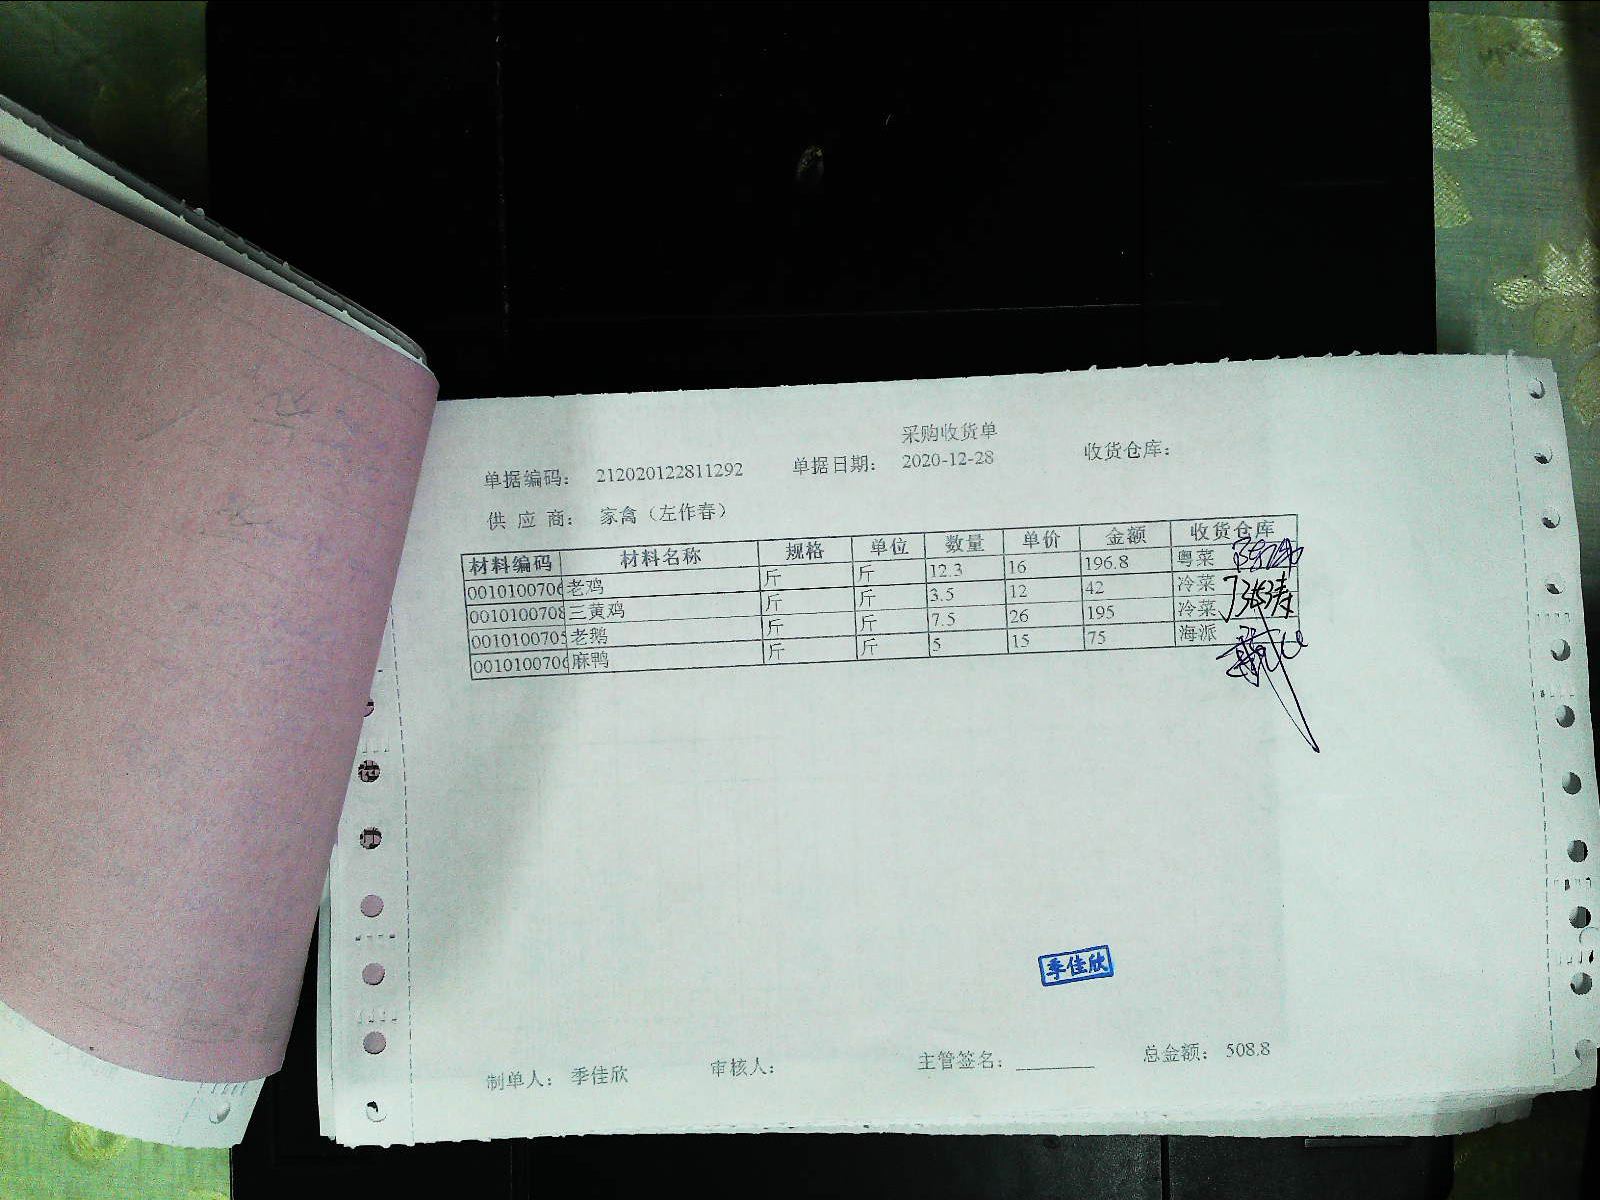 采购收货单
单据编码： 212020122811292 单据日期： 2020-12-28 收货仓库：
供 应 商： 家禽（左作春）
材料编码 材料名称 规格 单位 数量 单价 金额 收货仓库
0010100706 老鸡 斤 斤 12.3 16 196.8 粤菜
0010100708 三黄鸡 斤 斤 3.5 12 42 冷菜
0010100705 老鹅 斤 斤 7.5 26 195 冷菜
0010100706 麻鸭 斤 斤 5 15 75 海派
季佳欣
制单人： 季佳欣 审核人： 主管签名： 总金额： 508.8